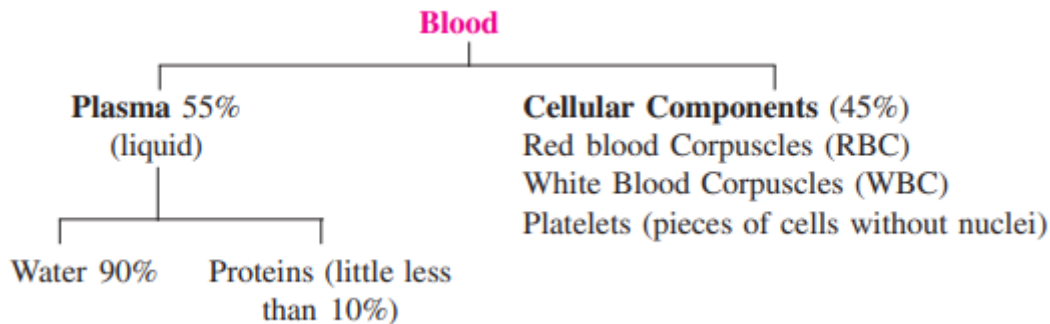 Blood
Plasma 55%
(liquid)
Cellular Components (45%)
Red blood Corpuscles (RBC)
White Blood Corpuscles (WBC)
Platelets (pieces of cells without nuclei)
Water 90%
Proteins (little less
than 10%)